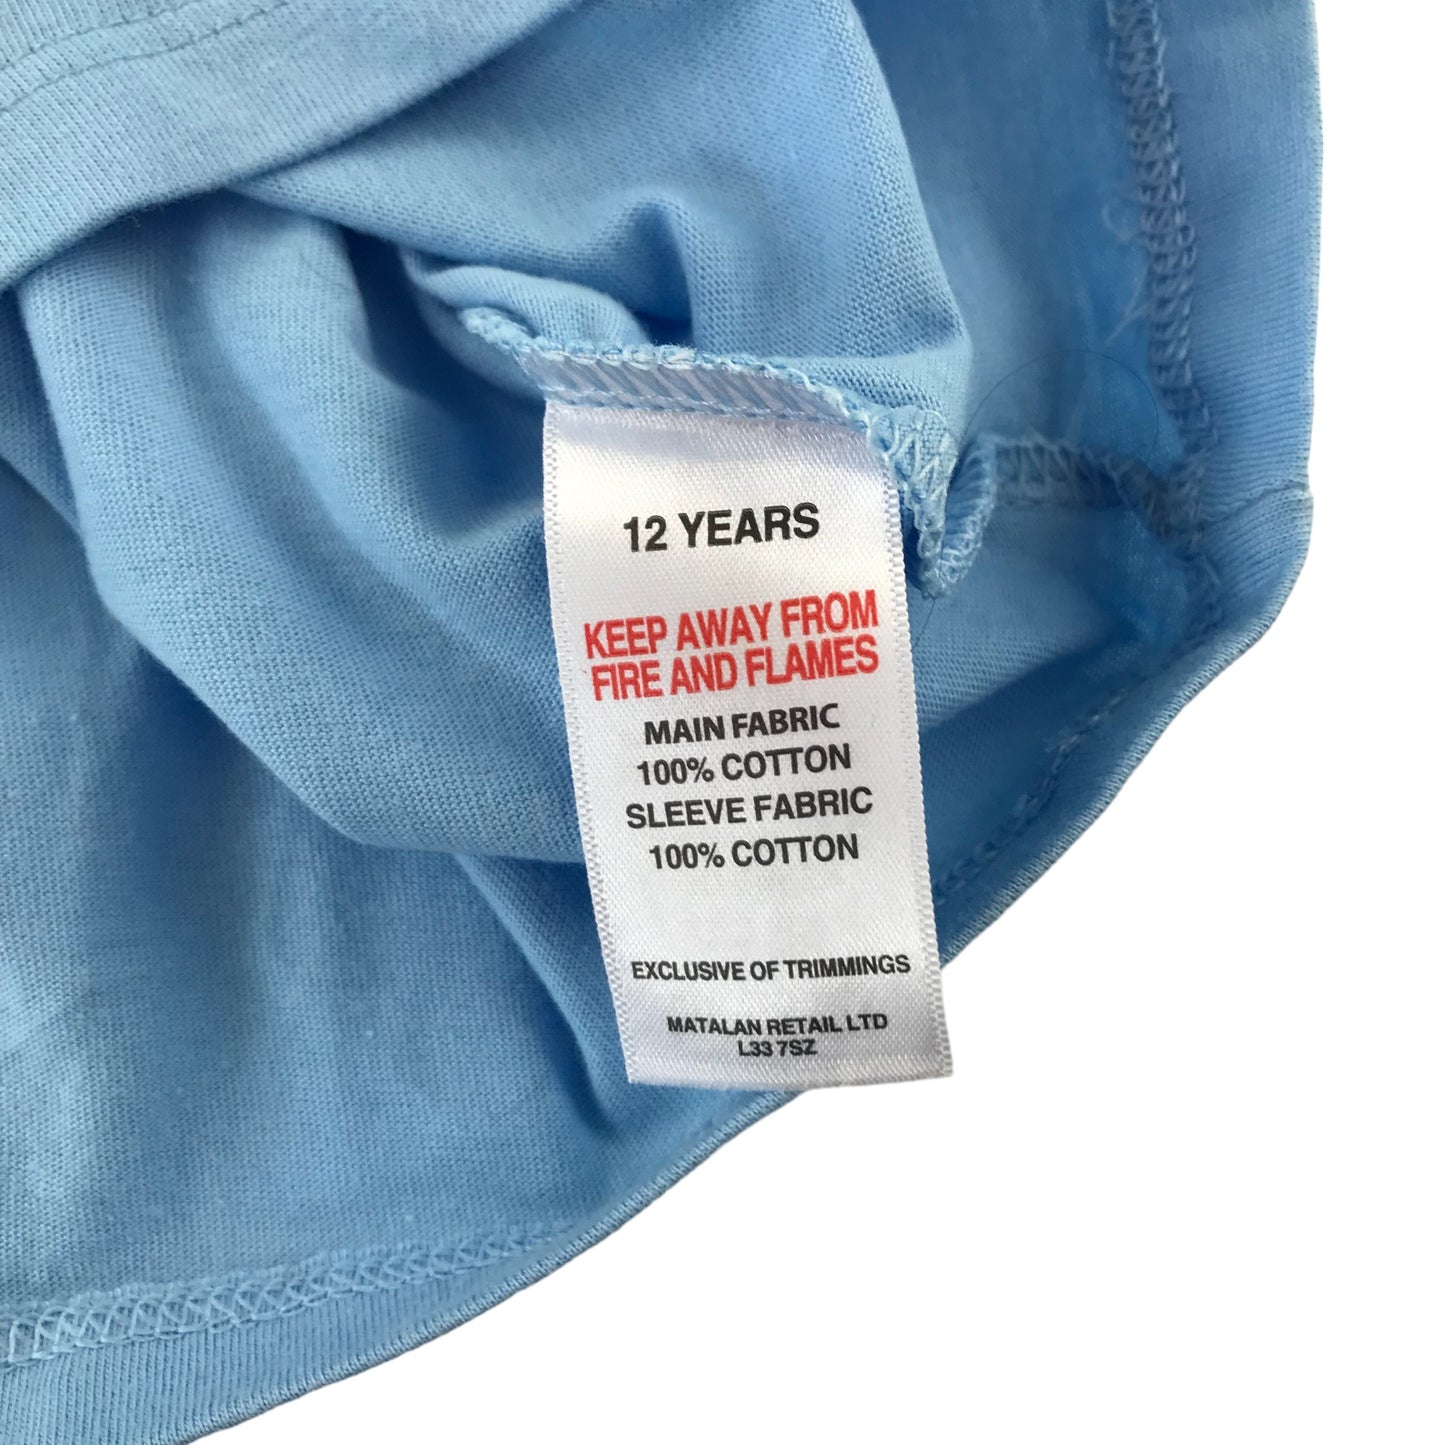 12 YEARS
KEEP AWAY FROM
FIRE AND FLAMES
MAIN FABRIC
100% COTTON
SLEEVE FABRIC
100% COTTON
EXCLUSIVE OF TRIMMINGS
MATALAN RETAIL LTD
L33 7SZ